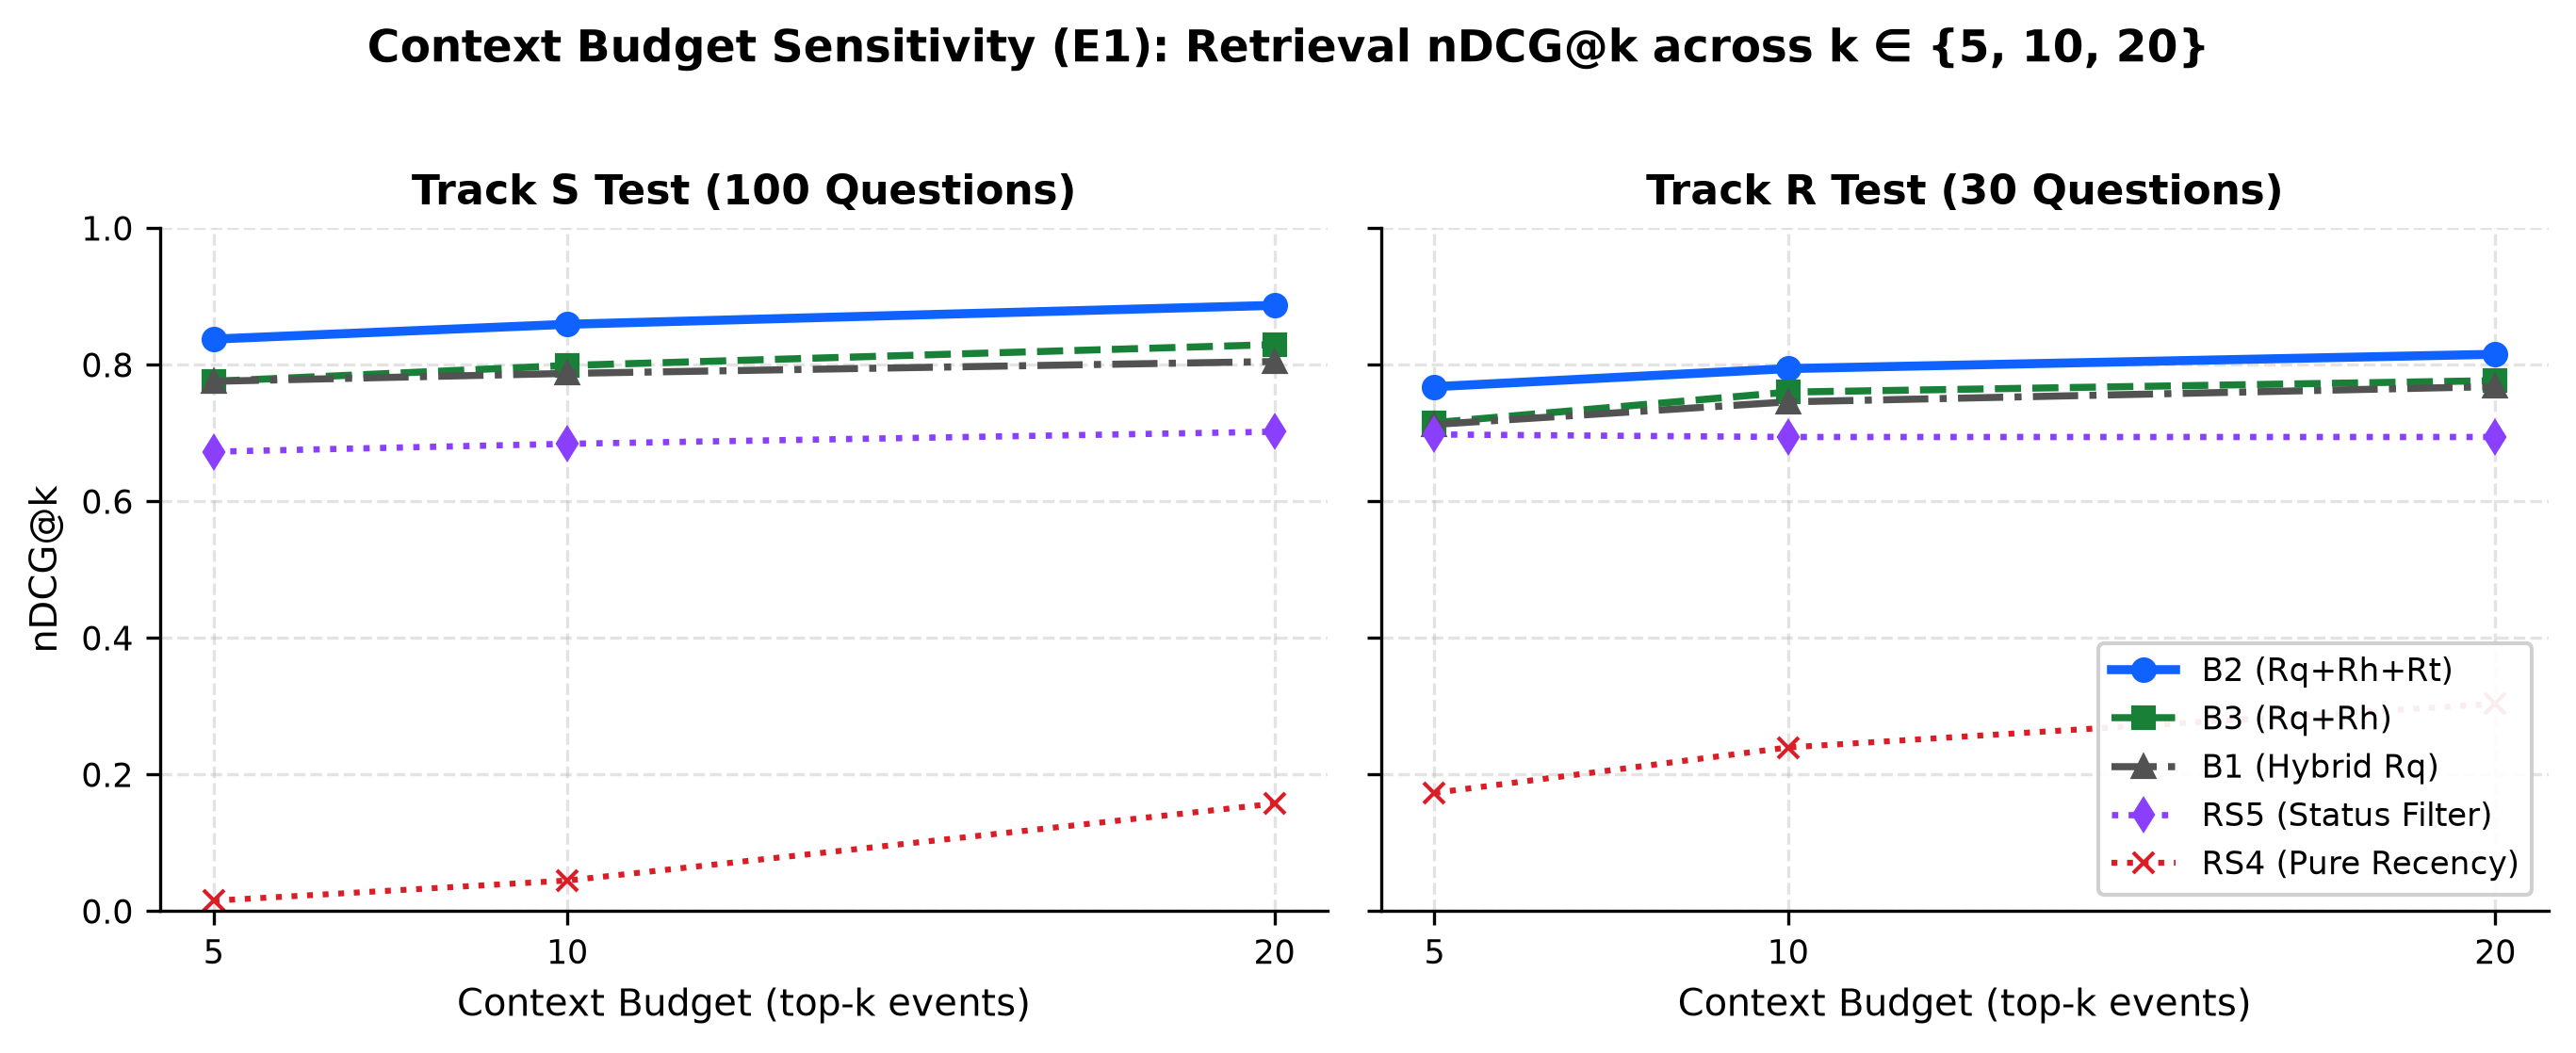 Context Budget Sensitivity (E1): Retrieval nDCG@k across k ∈ {5, 10, 20}
Track S Test (100 Questions)
1.0
0.8
0.6
0.4
0.2
0.0
nDCG@k
5 10 20
Context Budget (top-k events)
Track R Test (30 Questions)
B2 (Rq+Rh+Rt)
B3 (Rq+Rh)
B1 (Hybrid Rq)
RS5 (Status Filter)
RS4 (Pure Recency)
5 10 20
Context Budget (top-k events)